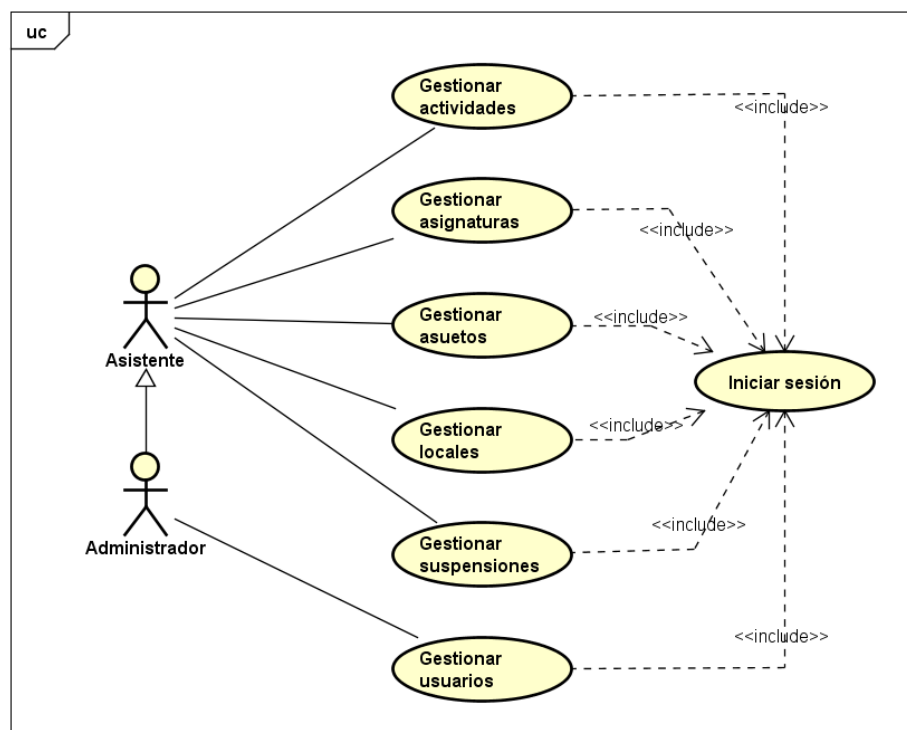 uc
Gestionar
actividades
<<include>>
Gestionar
asignaturas
<<include>>
Gestionar
asuetos
<<include>>
Asistente
Iniciar sesión
Gestionar
locales
<<include>>
Administrador
Gestionar
suspensiones
<<include>>
Gestionar
usuarios
<<include>>